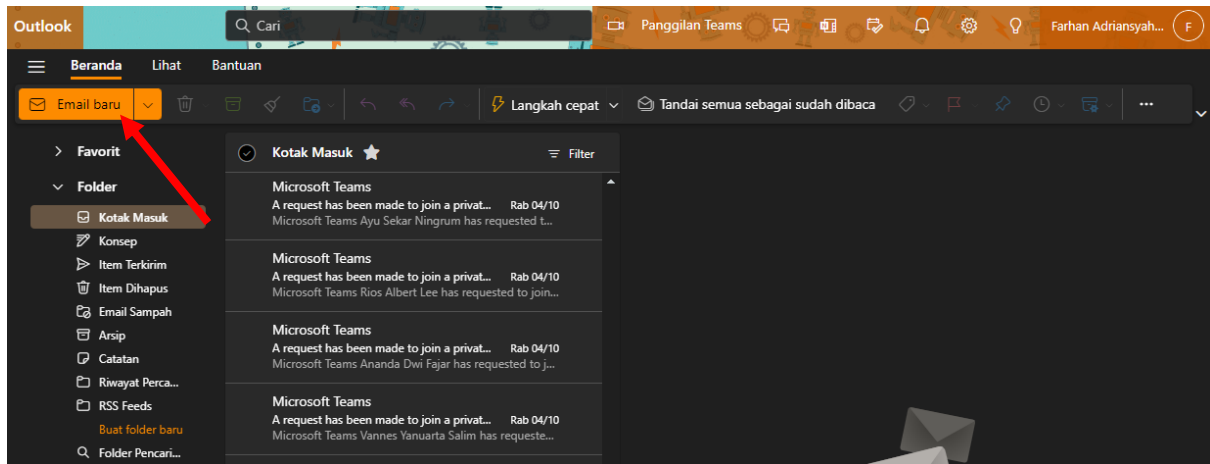 Outlook
Cari
Panggilan Teams
Farhan Adriansyah...
F
Beranda Lihat Bantuan
Email baru
Langkah cepat
Tandai semua sebagai sudah dibaca
Favorit
Folder
Kotak Masuk
Konsep
Item Terkirim
Item Dihapus
Email Sampah
Arsip
Catatan
Riwayat Perca...
RSS Feeds
Buat folder baru
Folder Pencari...
Kotak Masuk
Filter
Microsoft Teams
A request has been made to join a privat... Rab 04/10
Microsoft Teams Ayu Sekar Ningrum has requested t...
Microsoft Teams
A request has been made to join a privat... Rab 04/10
Microsoft Teams Rios Albert Lee has requested to join...
Microsoft Teams
A request has been made to join a privat... Rab 04/10
Microsoft Teams Ananda Dwi Fajar has requested to j...
Microsoft Teams
A request has been made to join a privat... Rab 04/10
Microsoft Teams Vannes Yanuarta Salim has requeste...